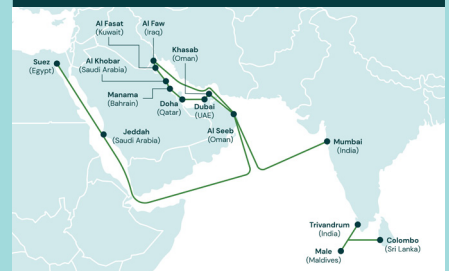 Al Fasat
(Kuwait)
Al Faw
(Iraq)
Khasab
(Oman)
Suez
(Egypt)
Al Khobar
(Saudi Arabia)
Manama
(Bahrain)
Doha
(Qatar)
Dubai
(UAE)
Jeddah
(Saudi Arabia)
Al Seeb
(Oman)
Mumbai
(India)
Trivandrum
(India)
Colombo
(Sri Lanka)
Male
(Maldives)